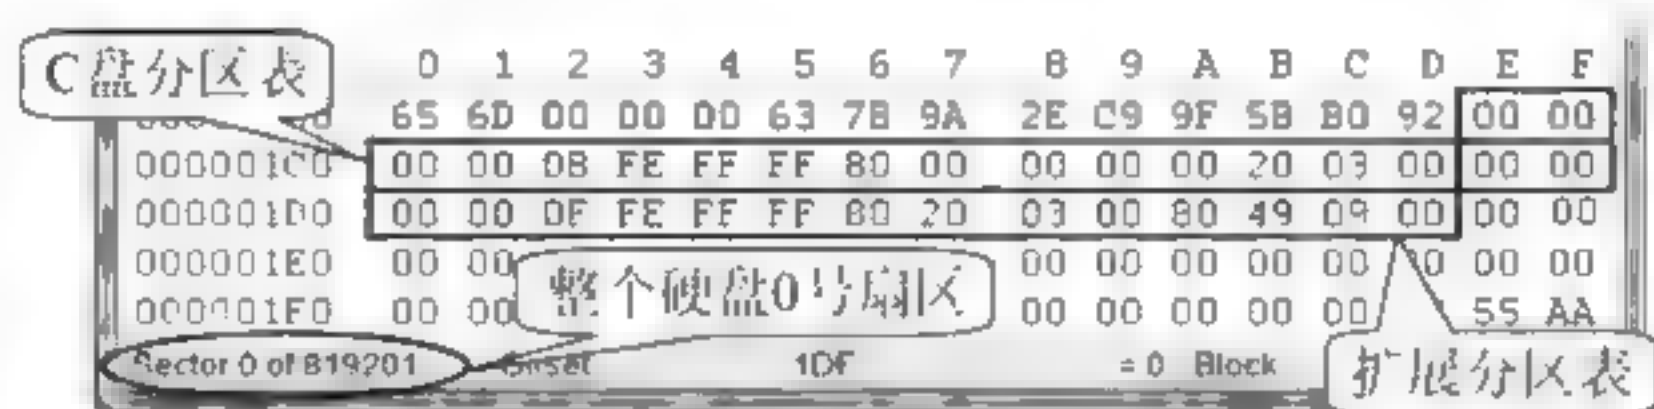 C盘分区表
0 1 2 3 4 5 6 7 8 9 A B C D E F
65 6D 00 00 00 63 7B 9A 2E C9 9F 5B B0 92 00 00
000001C0 00 00 0B FE FF FF 80 00 00 00 00 20 03 00 00 00
000001D0 00 00 0F FE FF FF 80 20 03 00 80 49 09 00 00 00
000001E0 00 00 00 00 00 00 00 00 00 00
整个硬盘0号扇区
000001F0 00 00 00 00 00 00 00 55 AA
Sector 0 of 819201 Offset 1DF = 0 Block
扩展分区表